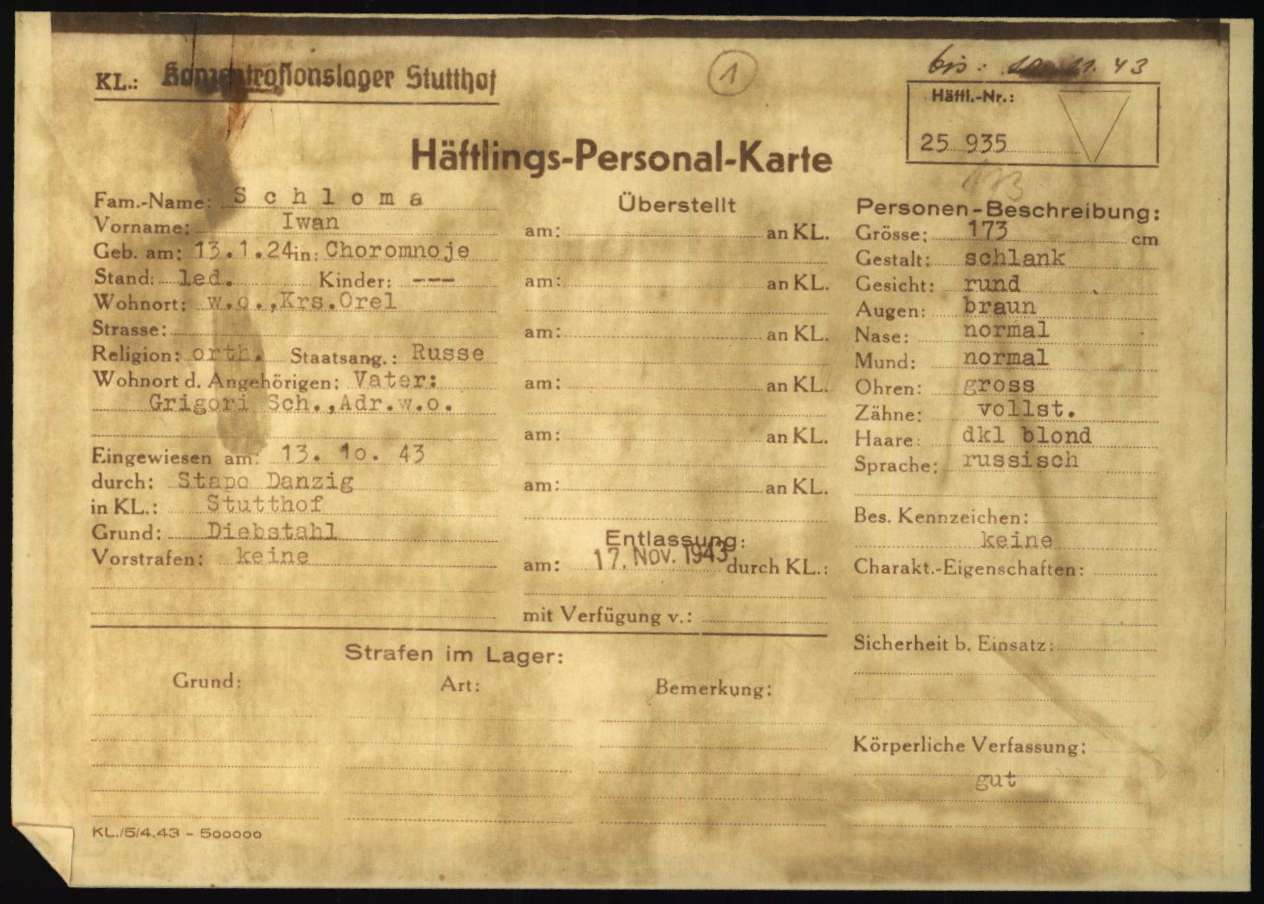 KL.: Konzentrationslager Stutthof
1
bis: 11. 43
Häftl.-Nr.:
25 935
Häftlings-Personal-Karte
Fam.-Name: Schloma
Vorname: Iwan
Geb. am: 13.1.24 in: Choromnoje
Stand: led. Kinder: ---
Wohnort: w.o.,Krs.Orel
Strasse:
Religion: orth. Staatsang.: Russe
Wohnort d. Angehörigen: Vater:
Grigori Sch.,Adr.w.o.
Eingewiesen am: 13. 10. 43
durch: Stapo Danzig
in KL.: Stutthof
Grund: Diebstahl
Vorstrafen: keine
Überstellt
am: an KL.
am: an KL.
am: an KL.
am: an KL.
am: an KL.
am: an KL.
Entlassung:
am: 17. NOV. 1943 durch KL.:
mit Verfügung v.:
Personen-Beschreibung:
Grösse: 173 cm
Gestalt: schlank
Gesicht: rund
Augen: braun
Nase: normal
Mund: normal
Ohren: gross
Zähne: vollst.
Haare: dkl blond
Sprache: russisch
Bes. Kennzeichen:
keine
Charakt.-Eigenschaften:
Sicherheit b. Einsatz:
Körperliche Verfassung:
gut
Strafen im Lager:
Grund: Art: Bemerkung:
KL./5/4.43 - 500000